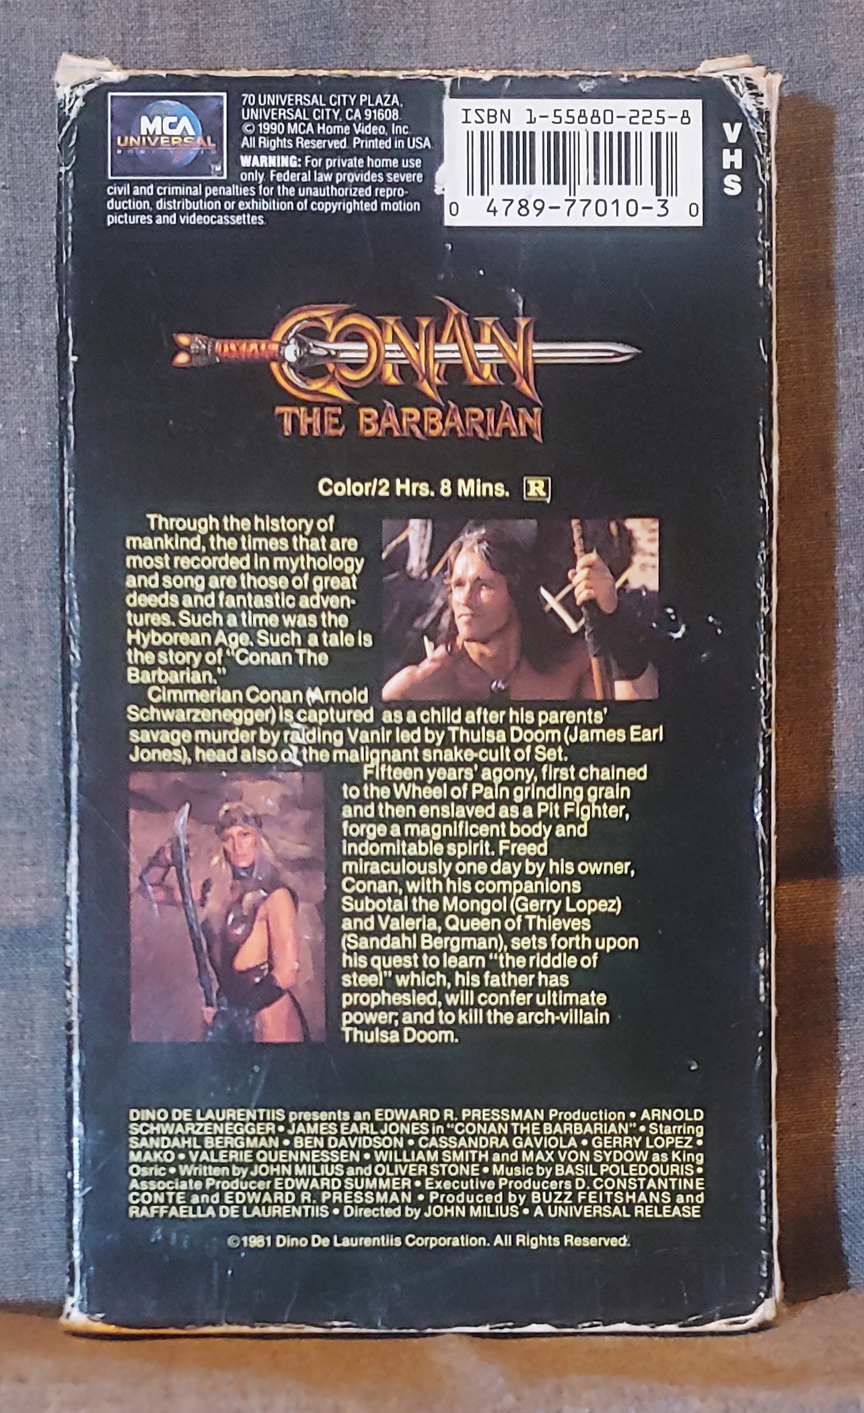 MCA
UNIVERSAL
HOME VIDEO
TM
70 UNIVERSAL CITY PLAZA,
UNIVERSAL CITY, CA 91608.
© 1990 MCA Home Video, Inc.
All Rights Reserved. Printed in USA
WARNING: For private home use
only. Federal law provides severe
civil and criminal penalties for the unauthorized repro-
duction, distribution or exhibition of copyrighted motion
pictures and videocassettes.
ISBN 1-55880-225-8
0 4789-77010-3 0
VHS
CONAN
THE BARBARIAN
Color/2 Hrs. 8 Mins. R
Through the history of
mankind, the times that are
most recorded in mythology
and song are those of great
deeds and fantastic adven-
tures. Such a time was the
Hyborean Age. Such a tale is
the story of "Conan The
Barbarian."
Cimmerian Conan (Arnold
Schwarzenegger) is captured as a child after his parents'
savage murder by raiding Vanir led by Thulsa Doom (James Earl
Jones), head also of the malignant snake-cult of Set.
Fifteen years' agony, first chained
to the Wheel of Pain grinding grain
and then enslaved as a Pit Fighter,
forge a magnificent body and
indomitable spirit. Freed
miraculously one day by his owner,
Conan, with his companions
Subotal the Mongol (Gerry Lopez)
and Valeria, Queen of Thieves
(Sandahl Bergman), sets forth upon
his quest to learn "the riddle of
steel" which, his father has
prophesied, will confer ultimate
power; and to kill the arch-villain
Thulsa Doom.
DINO DE LAURENTIIS presents an EDWARD R. PRESSMAN Production • ARNOLD
SCHWARZENEGGER • JAMES EARL JONES in "CONAN THE BARBARIAN" • Starring
SANDAHL BERGMAN • BEN DAVIDSON • CASSANDRA GAVIOLA • GERRY LOPEZ •
MAKO • VALERIE QUENNESSEN • WILLIAM SMITH and MAX VON SYDOW as King
Osric • Written by JOHN MILIUS and OLIVER STONE • Music by BASIL POLEDOURIS •
Associate Producer EDWARD SUMMER • Executive Producers D. CONSTANTINE
CONTE and EDWARD R. PRESSMAN • Produced by BUZZ FEITSHANS and
RAFFAELLA DE LAURENTIIS • Directed by JOHN MILIUS • A UNIVERSAL RELEASE
©1981 Dino De Laurentiis Corporation. All Rights Reserved.